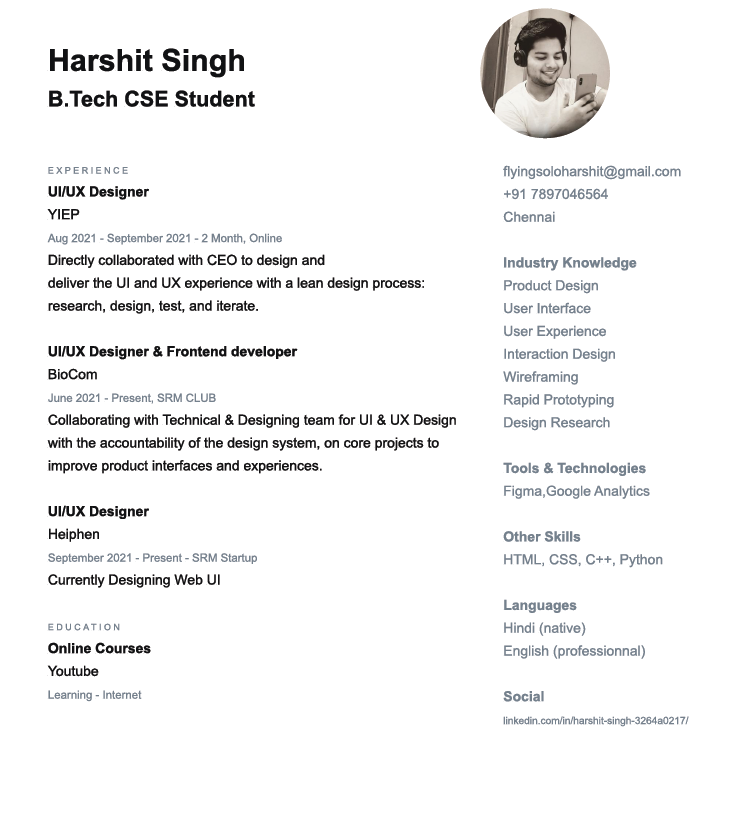 Harshit Singh
B.Tech CSE Student
EXPERIENCE
UI/UX Designer
YIEP
Aug 2021 - September 2021 - 2 Month, Online
Directly collaborated with CEO to design and
deliver the UI and UX experience with a lean design process:
research, design, test, and iterate.
UI/UX Designer & Frontend developer
BioCom
June 2021 - Present, SRM CLUB
Collaborating with Technical & Designing team for UI & UX Design
with the accountability of the design system, on core projects to
improve product interfaces and experiences.
UI/UX Designer
Heiphen
September 2021 - Present - SRM Startup
Currently Designing Web UI
EDUCATION
Online Courses
Youtube
Learning - Internet
flyingsoloharshit@gmail.com
+91 7897046564
Chennai
Industry Knowledge
Product Design
User Interface
User Experience
Interaction Design
Wireframing
Rapid Prototyping
Design Research
Tools & Technologies
Figma,Google Analytics
Other Skills
HTML, CSS, C++, Python
Languages
Hindi (native)
English (professionnal)
Social
linkedin.com/in/harshit-singh-3264a0217/